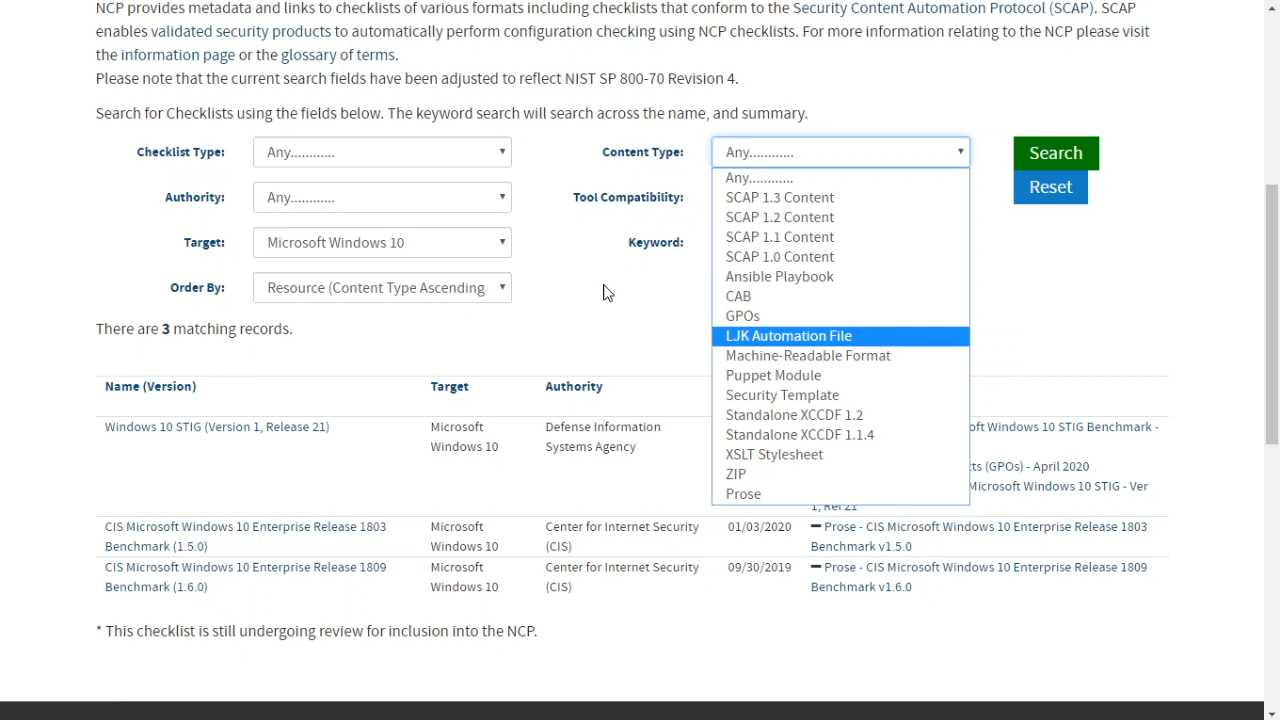 NCP provides metadata and links to checklists of various formats including checklists that conform to the Security Content Automation Protocol (SCAP). SCAP
enables validated security products to automatically perform configuration checking using NCP checklists. For more information relating to the NCP please visit
the information page or the glossary of terms.
Please note that the current search fields have been adjusted to reflect NIST SP 800-70 Revision 4.
Search for Checklists using the fields below. The keyword search will search across the name, and summary.
Checklist Type: Any............ Content Type: Any............ Search
Reset
Authority: Any............ Tool Compatibility:
Target: Microsoft Windows 10 Keyword:
Order By: Resource (Content Type Ascending
Any............
SCAP 1.3 Content
SCAP 1.2 Content
SCAP 1.1 Content
SCAP 1.0 Content
Ansible Playbook
CAB
GPOs
LJK Automation File
Machine-Readable Format
Puppet Module
Security Template
Standalone XCCDF 1.2
Standalone XCCDF 1.1.4
XSLT Stylesheet
ZIP
Prose
There are 3 matching records.
Name (Version) Target Authority
Windows 10 STIG (Version 1, Release 21) Microsoft Defense Information oft Windows 10 STIG Benchmark -
Windows 10 Systems Agency
ts (GPOs) - April 2020
Microsoft Windows 10 STIG - Ver
1, Rel 21
CIS Microsoft Windows 10 Enterprise Release 1803 Microsoft Center for Internet Security 01/03/2020 Prose - CIS Microsoft Windows 10 Enterprise Release 1803
Benchmark (1.5.0) Windows 10 (CIS) Benchmark v1.5.0
CIS Microsoft Windows 10 Enterprise Release 1809 Microsoft Center for Internet Security 09/30/2019 Prose - CIS Microsoft Windows 10 Enterprise Release 1809
Benchmark (1.6.0) Windows 10 (CIS) Benchmark v1.6.0
* This checklist is still undergoing review for inclusion into the NCP.